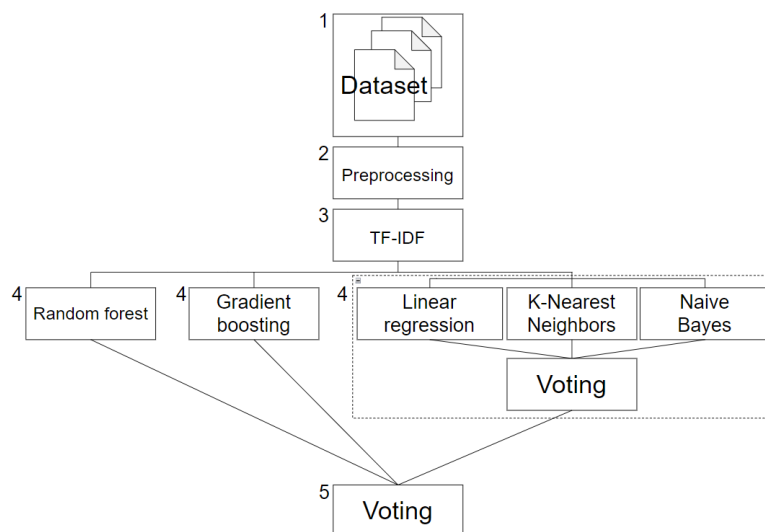 1
Dataset
2
Preprocessing
3
TF-IDF
4
Random forest
4
Gradient
boosting
4
Linear
regression
K-Nearest
Neighbors
Naive
Bayes
Voting
5
Voting